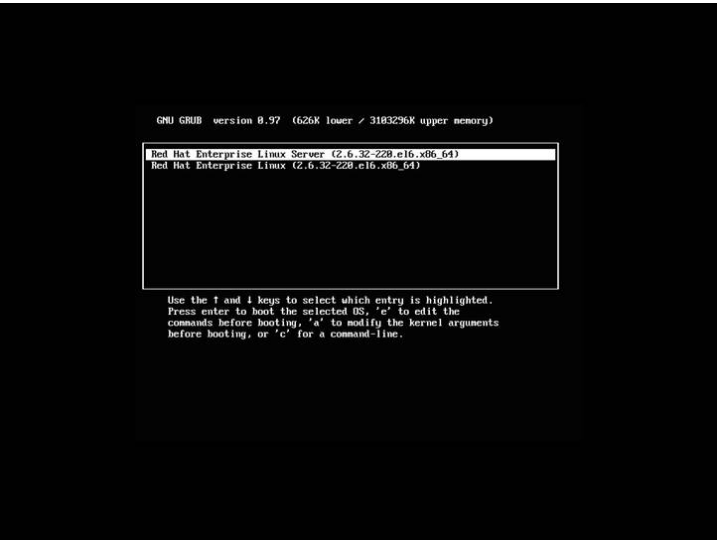 GNU GRUB  version 0.97  (626K lower / 3103296K upper memory)
Red Hat Enterprise Linux Server (2.6.32-220.el6.x86_64)
Red Hat Enterprise Linux (2.6.32-220.el6.x86_64)
Use the ↑ and ↓ keys to select which entry is highlighted.
Press enter to boot the selected OS, 'e' to edit the
commands before booting, 'a' to modify the kernel arguments
before booting, or 'c' for a command-line.